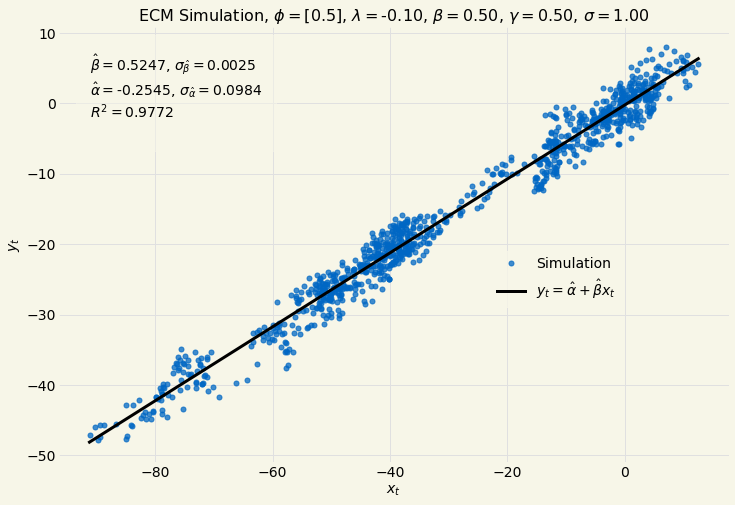 ECM Simulation, ϕ = [0.5], λ = -0.10, β = 0.50, γ = 0.50, σ = 1.00
10
β̂ = 0.5247, σ_β̂ = 0.0025
α̂ = -0.2545, σ_α̂ = 0.0984
R² = 0.9772
0
−10
−20
y_t
Simulation
y_t = α̂ + β̂x_t
−30
−40
−50
−80 −60 −40 −20 0
x_t